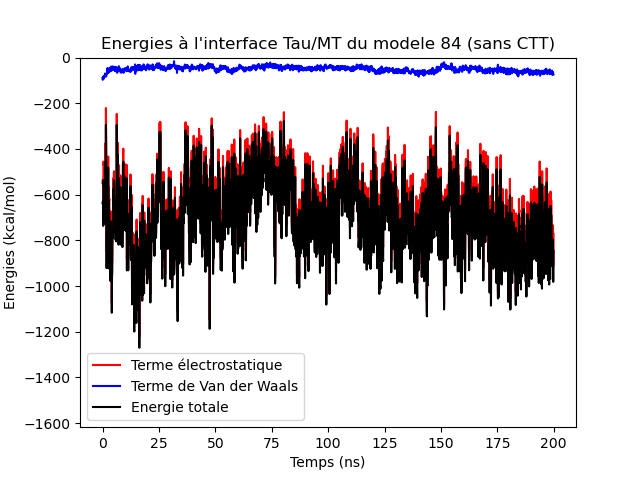 Energies à l'interface Tau/MT du modele 84 (sans CTT)
0
−200
−400
−600
−800
−1000
−1200
−1400
−1600
Energies (kcal/mol)
Terme électrostatique
Terme de Van der Waals
Energie totale
0 25 50 75 100 125 150 175 200
Temps (ns)